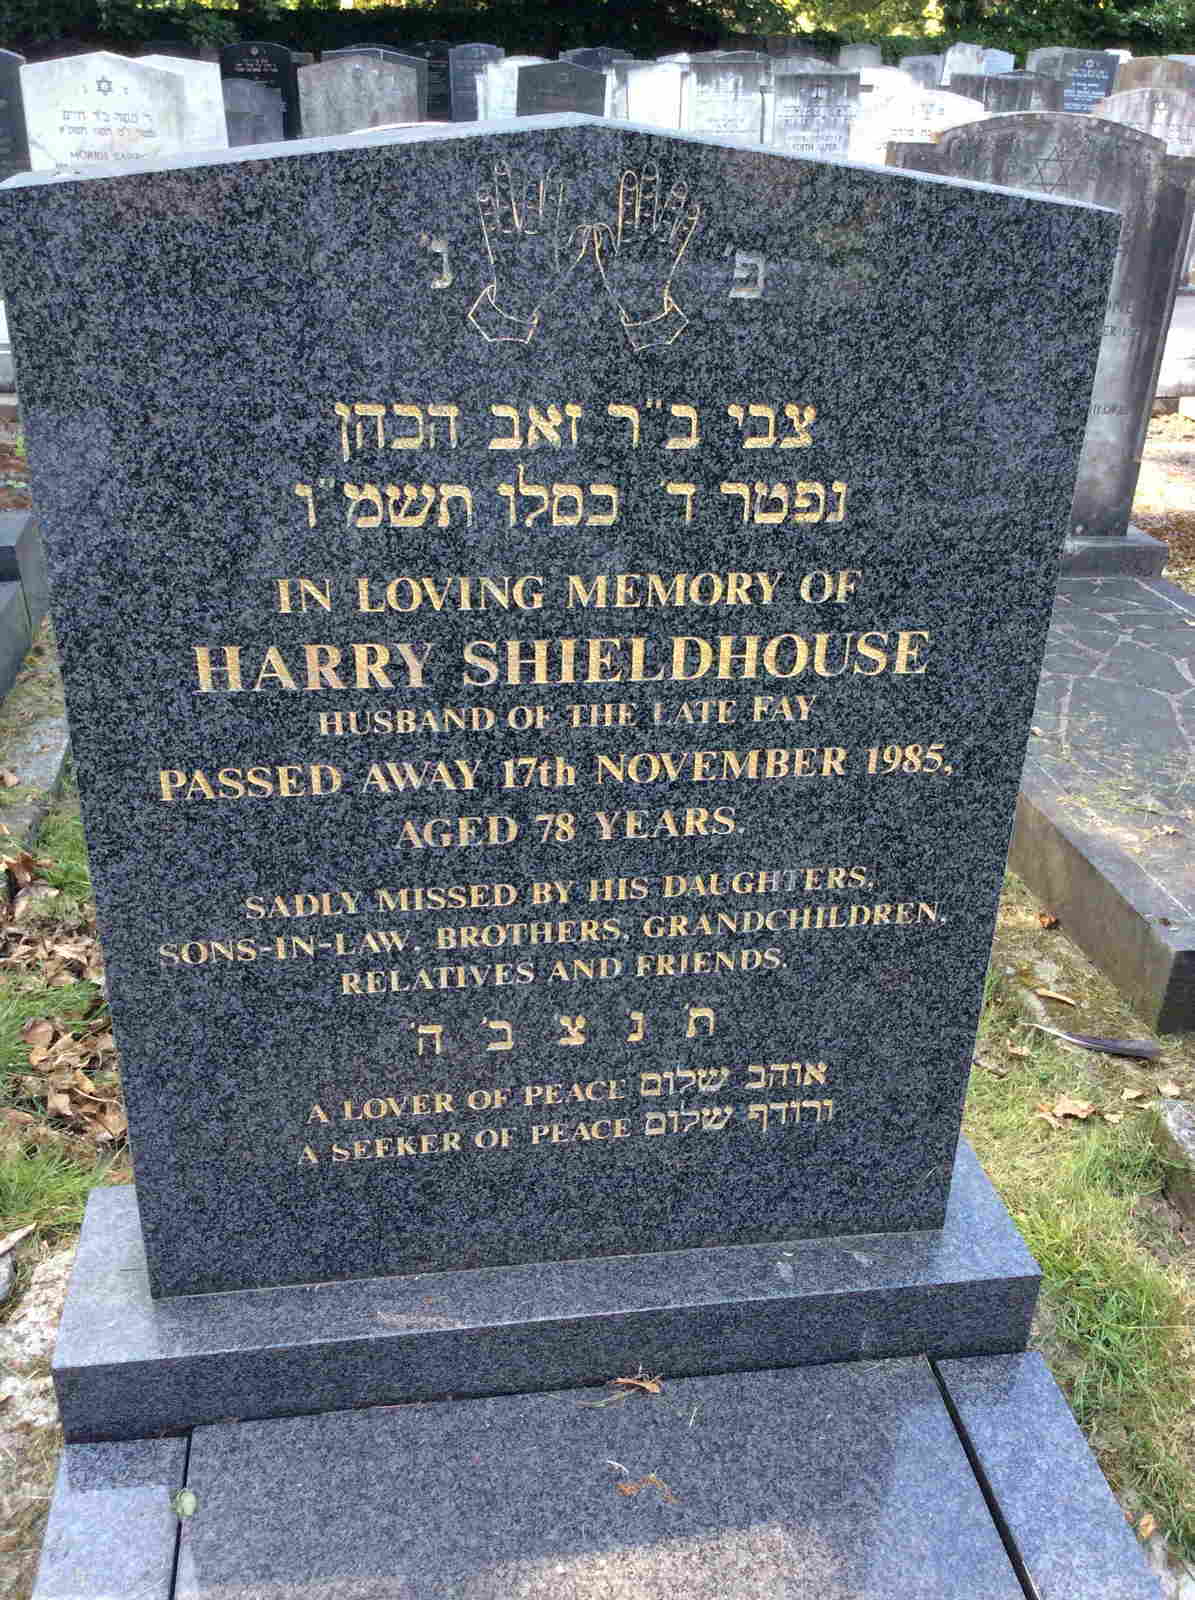 פ' נ'
צבי ב"ר זאב הכהן
נפטר ד' כסלו תשמ"ו
IN LOVING MEMORY OF
HARRY SHIELDHOUSE
HUSBAND OF THE LATE FAY
PASSED AWAY 17th NOVEMBER 1985,
AGED 78 YEARS.
SADLY MISSED BY HIS DAUGHTERS,
SONS-IN-LAW, BROTHERS, GRANDCHILDREN,
RELATIVES AND FRIENDS.
ת' נ' צ' ב' ה'
A LOVER OF PEACE אוהב שלום
A SEEKER OF PEACE ורודף שלום